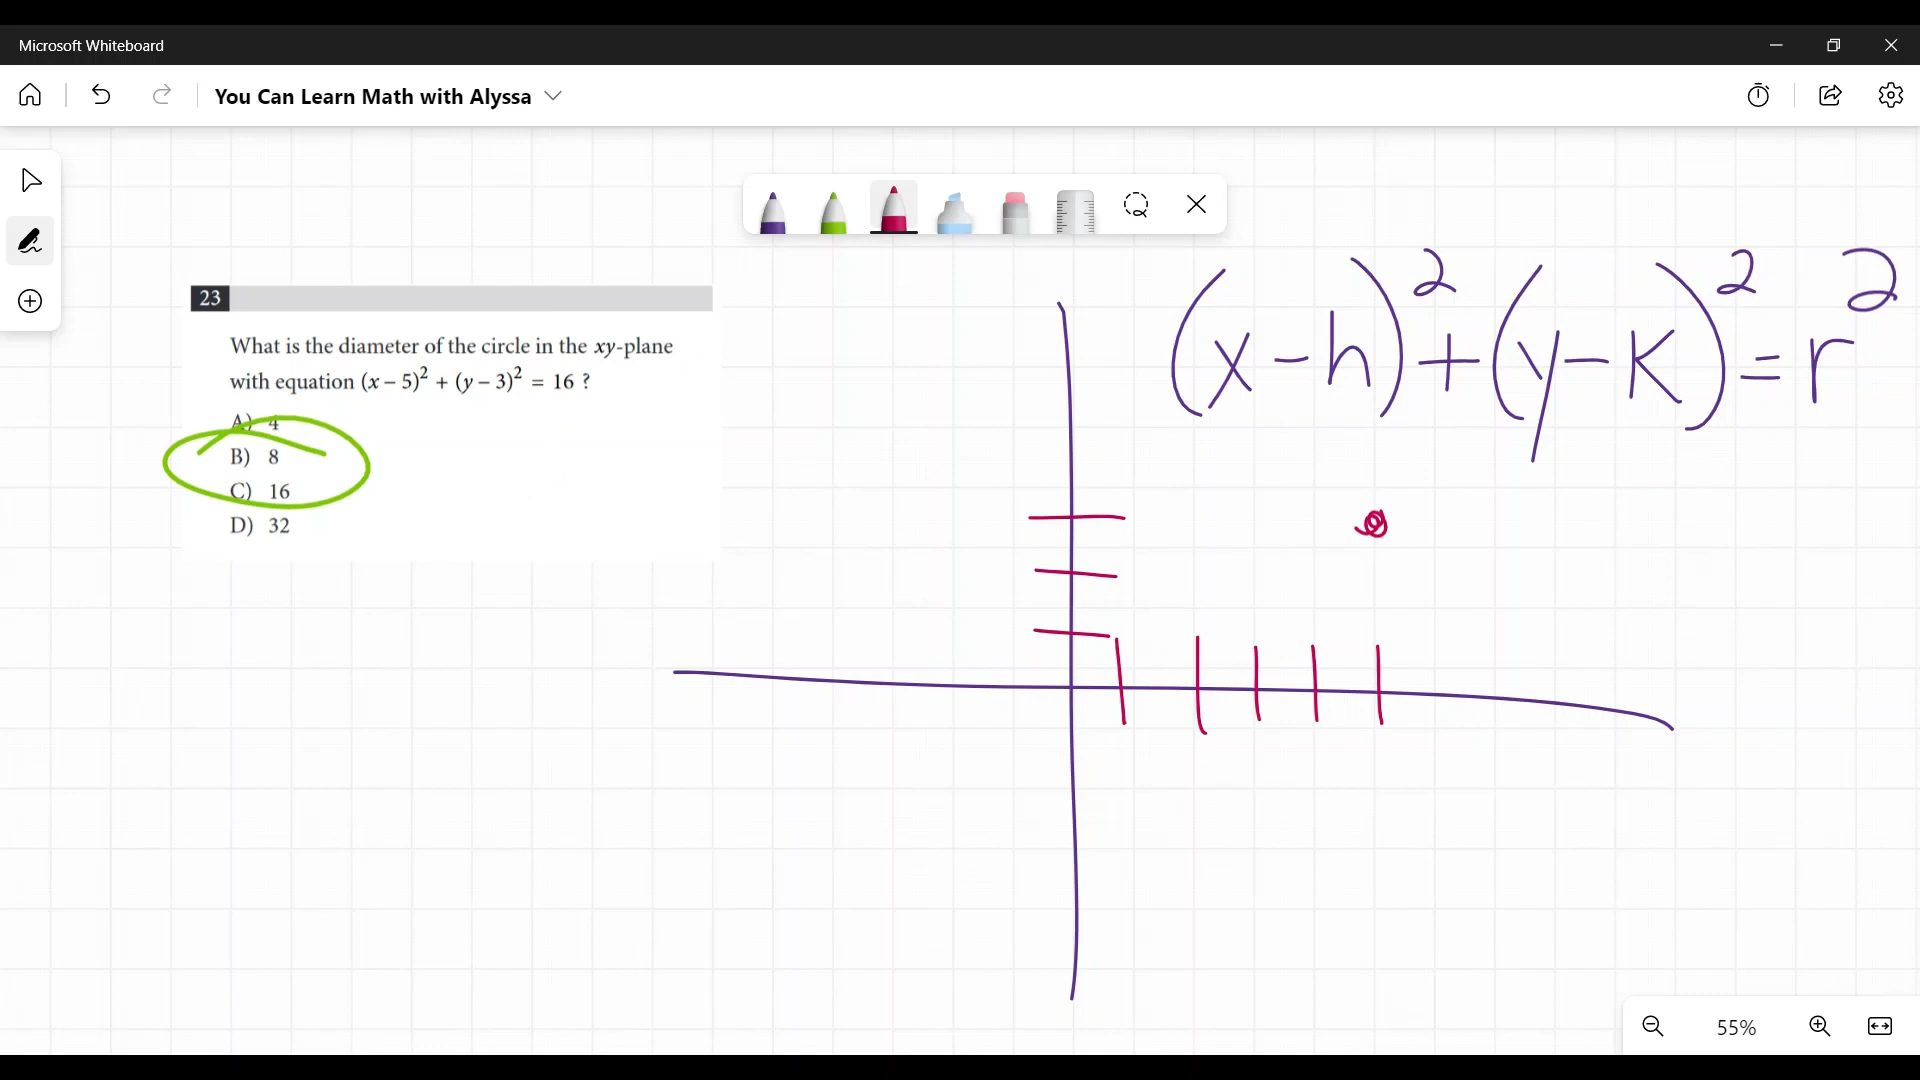 Microsoft Whiteboard
You Can Learn Math with Alyssa
23
What is the diameter of the circle in the xy-plane
with equation (x – 5)² + (y – 3)² = 16 ?
A) 4
B) 8
C) 16
D) 32
(x-h)² + (y-k)² = r²
55%